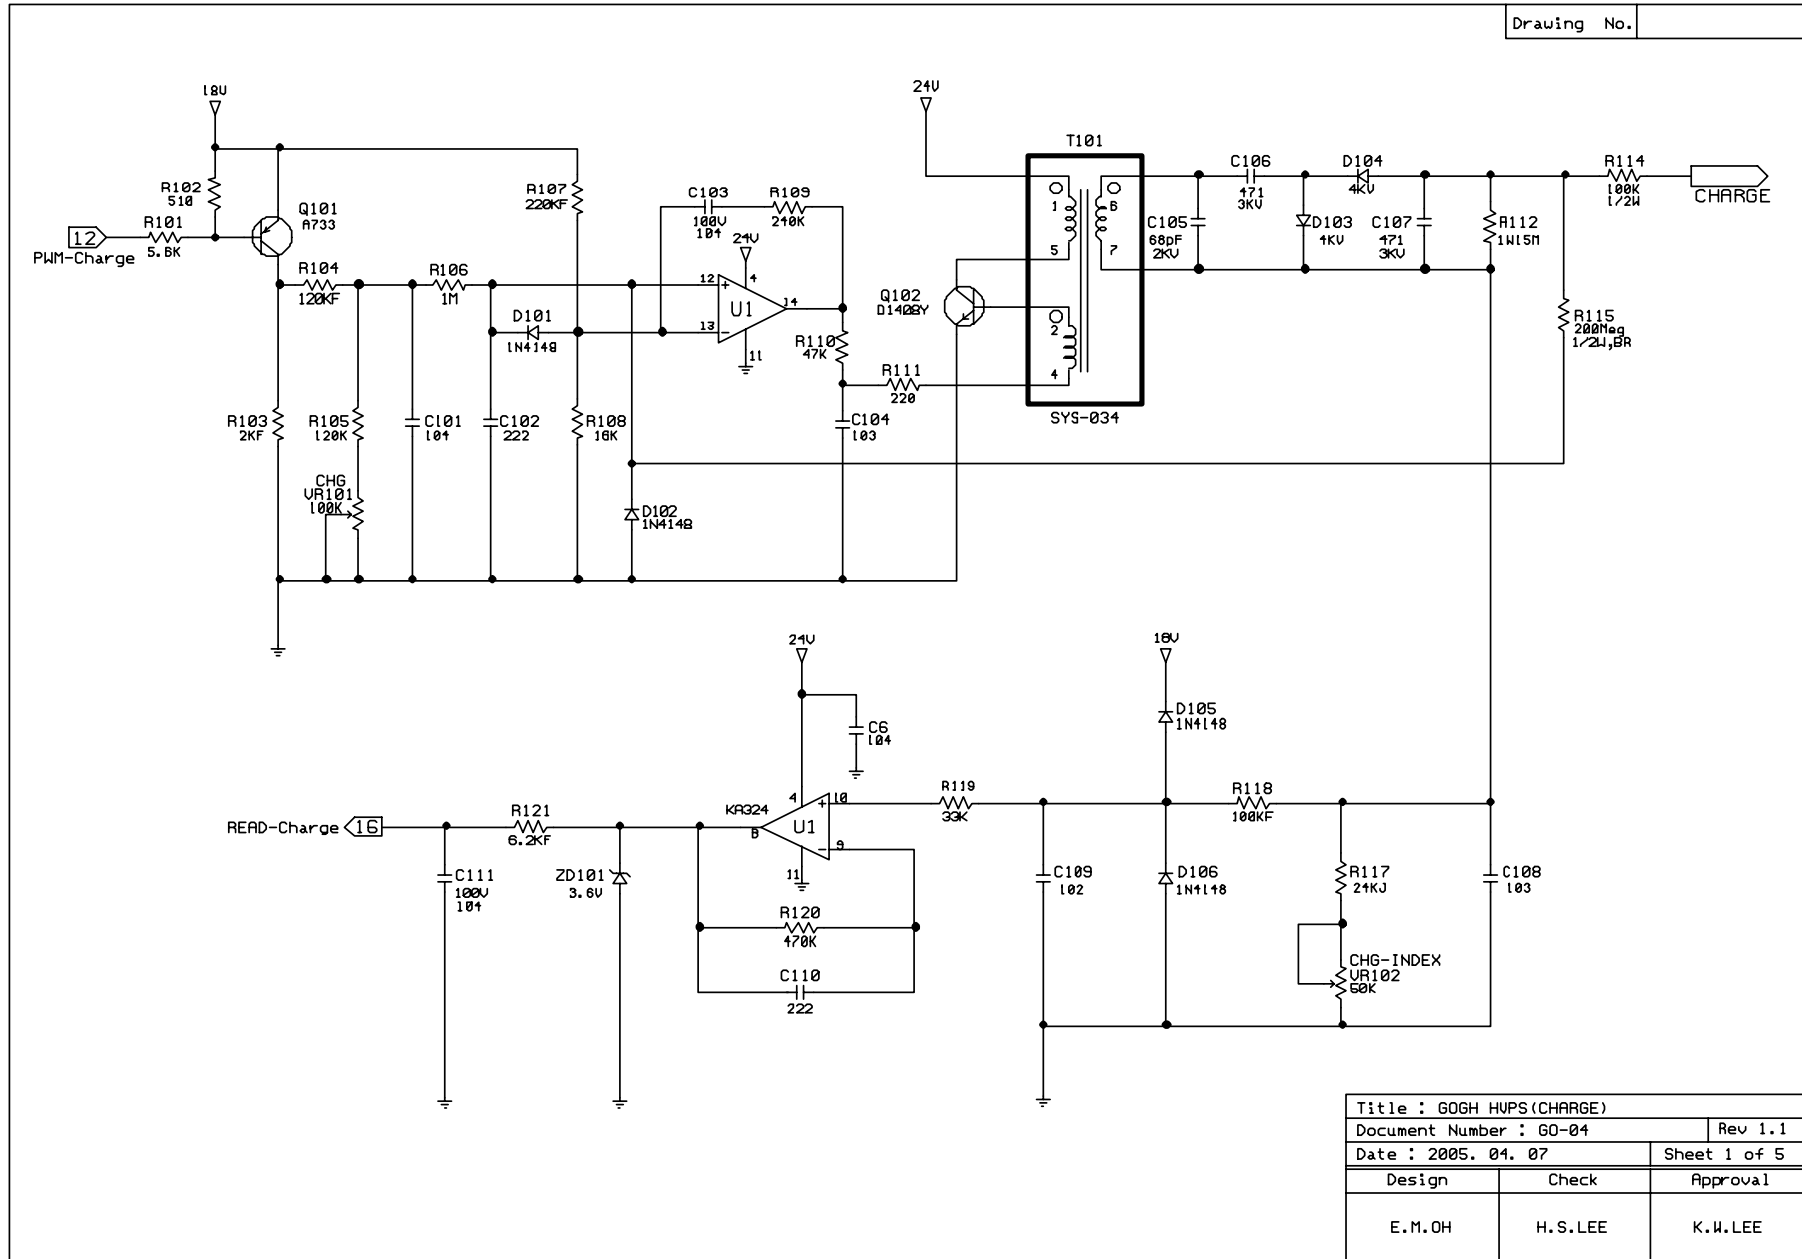 Drawing No.
18V
24V
T101
R102
510
R101
5.6K
12
PWM-Charge
Q101
A733
R107
220KF
C103
100V
104
R109
240K
24V
C106
471
3KV
D104
4KV
R114
100K
1/2W
CHARGE
1
6
C105
68pF
2KV
D103
4KV
C107
471
3KV
R112
1W15M
5
7
R104
120KF
R106
1M
12
+
4
U1
14
13
-
11
D101
1N4148
Q102
D1408Y
2
4
R115
200Meg
1/2W,BR
R110
47K
R111
220
SYS-034
R103
2KF
R105
120K
C101
104
C102
222
R108
16K
C104
103
CHG
VR101
100K
D102
1N4148
24V
18V
C6
104
D105
1N4148
READ-Charge
16
R121
6.2KF
KA324
4
+
10
8
U1
-
9
11
R119
33K
R118
100KF
C111
100V
104
ZD101
3.6V
R120
470K
C110
222
C109
102
D106
1N4148
R117
24KJ
C108
103
CHG-INDEX
VR102
50K
Title : GOGH HVPS(CHARGE)
Document Number : GO-04
Rev 1.1
Date : 2005. 04. 07
Sheet 1 of 5
Design Check Approval
E.M.OH H.S.LEE K.W.LEE